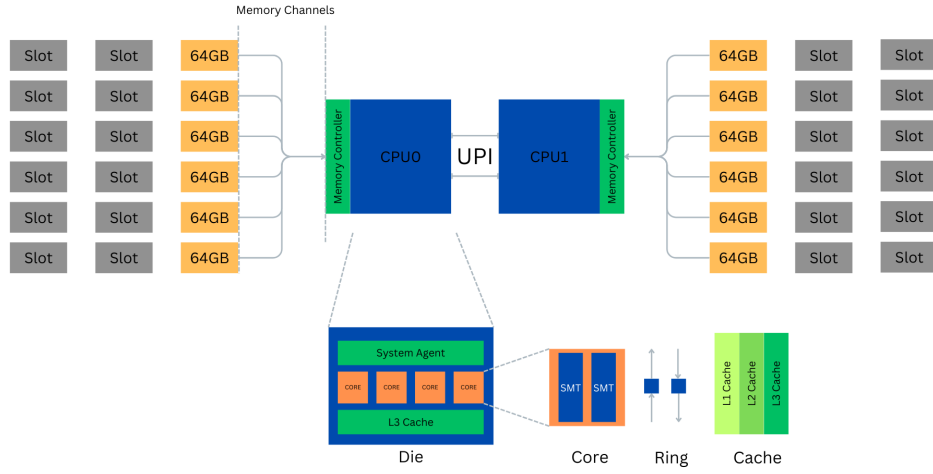 Memory Channels
Slot Slot 64GB 64GB Slot Slot
Slot Slot 64GB 64GB Slot Slot
Slot Slot 64GB 64GB Slot Slot
Slot Slot 64GB 64GB Slot Slot
Slot Slot 64GB 64GB Slot Slot
Slot Slot 64GB 64GB Slot Slot
Memory Controller
CPU0
UPI
CPU1
Memory Controller
System Agent
CORE CORE CORE CORE
L3 Cache
SMT SMT
L1 Cache
L2 Cache
L3 Cache
Die Core Ring Cache